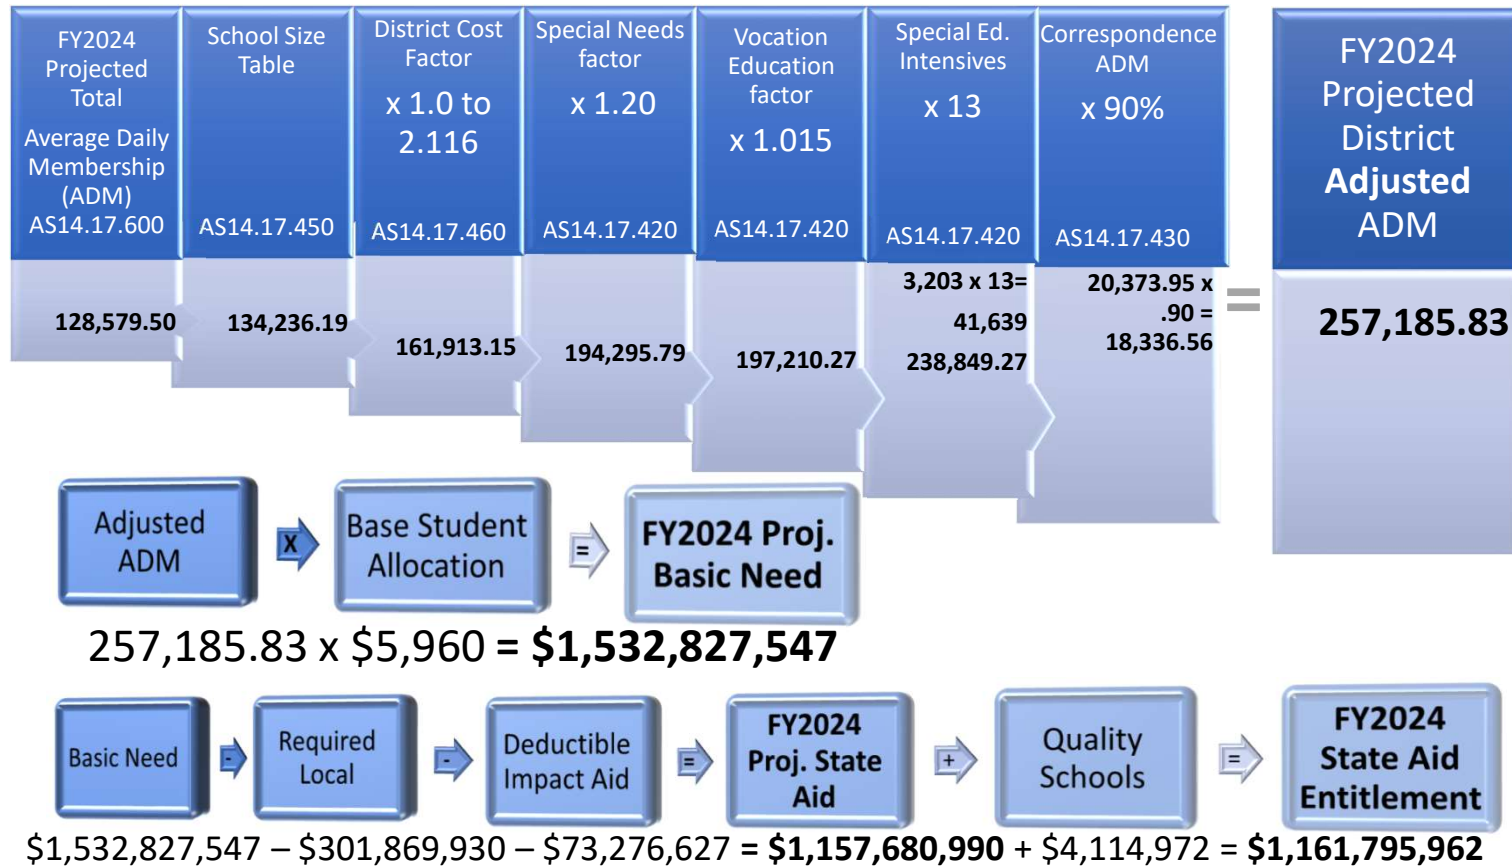 FY2024
Projected
Total
Average Daily
Membership
(ADM)
AS14.17.600
School Size
Table
AS14.17.450
District Cost
Factor
x 1.0 to
2.116
AS14.17.460
Special Needs
factor
x 1.20
AS14.17.420
Vocation
Education
factor
x 1.015
AS14.17.420
Special Ed.
Intensives
x 13
AS14.17.420
Correspondence
ADM
x 90%
AS14.17.430
FY2024
Projected
District
Adjusted
ADM
128,579.50
134,236.19
161,913.15
194,295.79
197,210.27
3,203 x 13=
41,639
238,849.27
20,373.95 x
.90 =
18,336.56
=
257,185.83
Adjusted
ADM
X
Base Student
Allocation
=
FY2024 Proj.
Basic Need
257,185.83 x $5,960 = $1,532,827,547
Basic Need
-
Required
Local
-
Deductible
Impact Aid
=
FY2024
Proj. State
Aid
+
Quality
Schools
=
FY2024
State Aid
Entitlement
$1,532,827,547 – $301,869,930 – $73,276,627 = $1,157,680,990 + $4,114,972 = $1,161,795,962